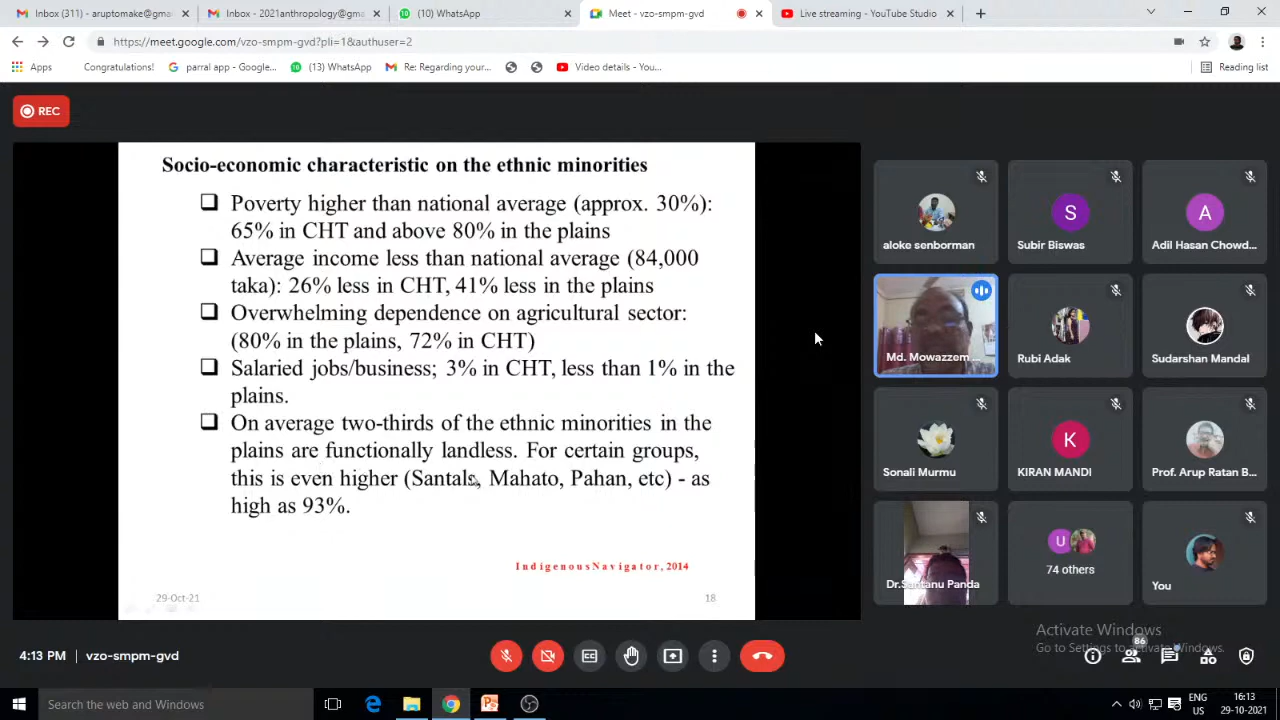 Inbox (311) - aruptmake@gmail
Inbox - 2021anthropology@gma
(10) WhatsApp
Meet - vzo-smpm-gvd
Live streaming - YouTube Studio
https://meet.google.com/vzo-smpm-gvd?pli=1&authuser=2
Apps
Congratulations!
parral app - Google...
(13) WhatsApp
Re: Regarding your...
Video details - You...
Reading list
REC
Socio-economic characteristic on the ethnic minorities
Poverty higher than national average (approx. 30%):
65% in CHT and above 80% in the plains
Average income less than national average (84,000
taka): 26% less in CHT, 41% less in the plains
Overwhelming dependence on agricultural sector:
(80% in the plains, 72% in CHT)
Salaried jobs/business; 3% in CHT, less than 1% in the
plains.
On average two-thirds of the ethnic minorities in the
plains are functionally landless. For certain groups,
this is even higher (Santals, Mahato, Pahan, etc) - as
high as 93%.
IndigenousNavigator, 2014
29-Oct-21
18
aloke senborman
S
Subir Biswas
A
Adil Hasan Chowd...
Md. Mowazzem ...
Rubi Adak
Sudarshan Mandal
Sonali Murmu
K
KIRAN MANDI
Prof. Arup Ratan B...
Dr.Santanu Panda
U
74 others
You
Activate Windows
Go to Settings to activate Windows.
86
4:13 PM
vzo-smpm-gvd
Search the web and Windows
ENG
US
16:13
29-10-2021